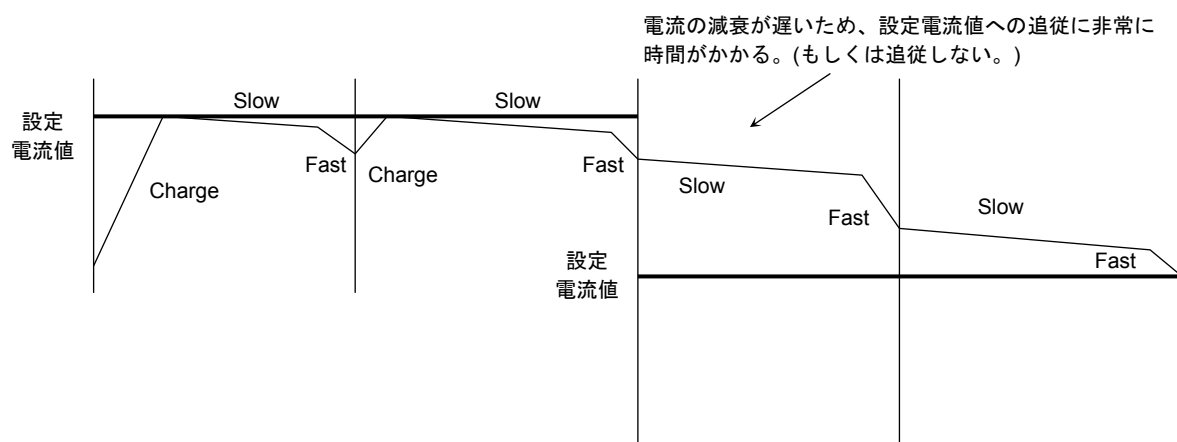 電流の減衰が遅いため、設定電流値への追従に非常に
時間がかかる。(もしくは追従しない。)
設定
電流値
Slow
Slow
Charge
Fast
Charge
Fast
Slow
Fast
Slow
Fast
設定
電流値